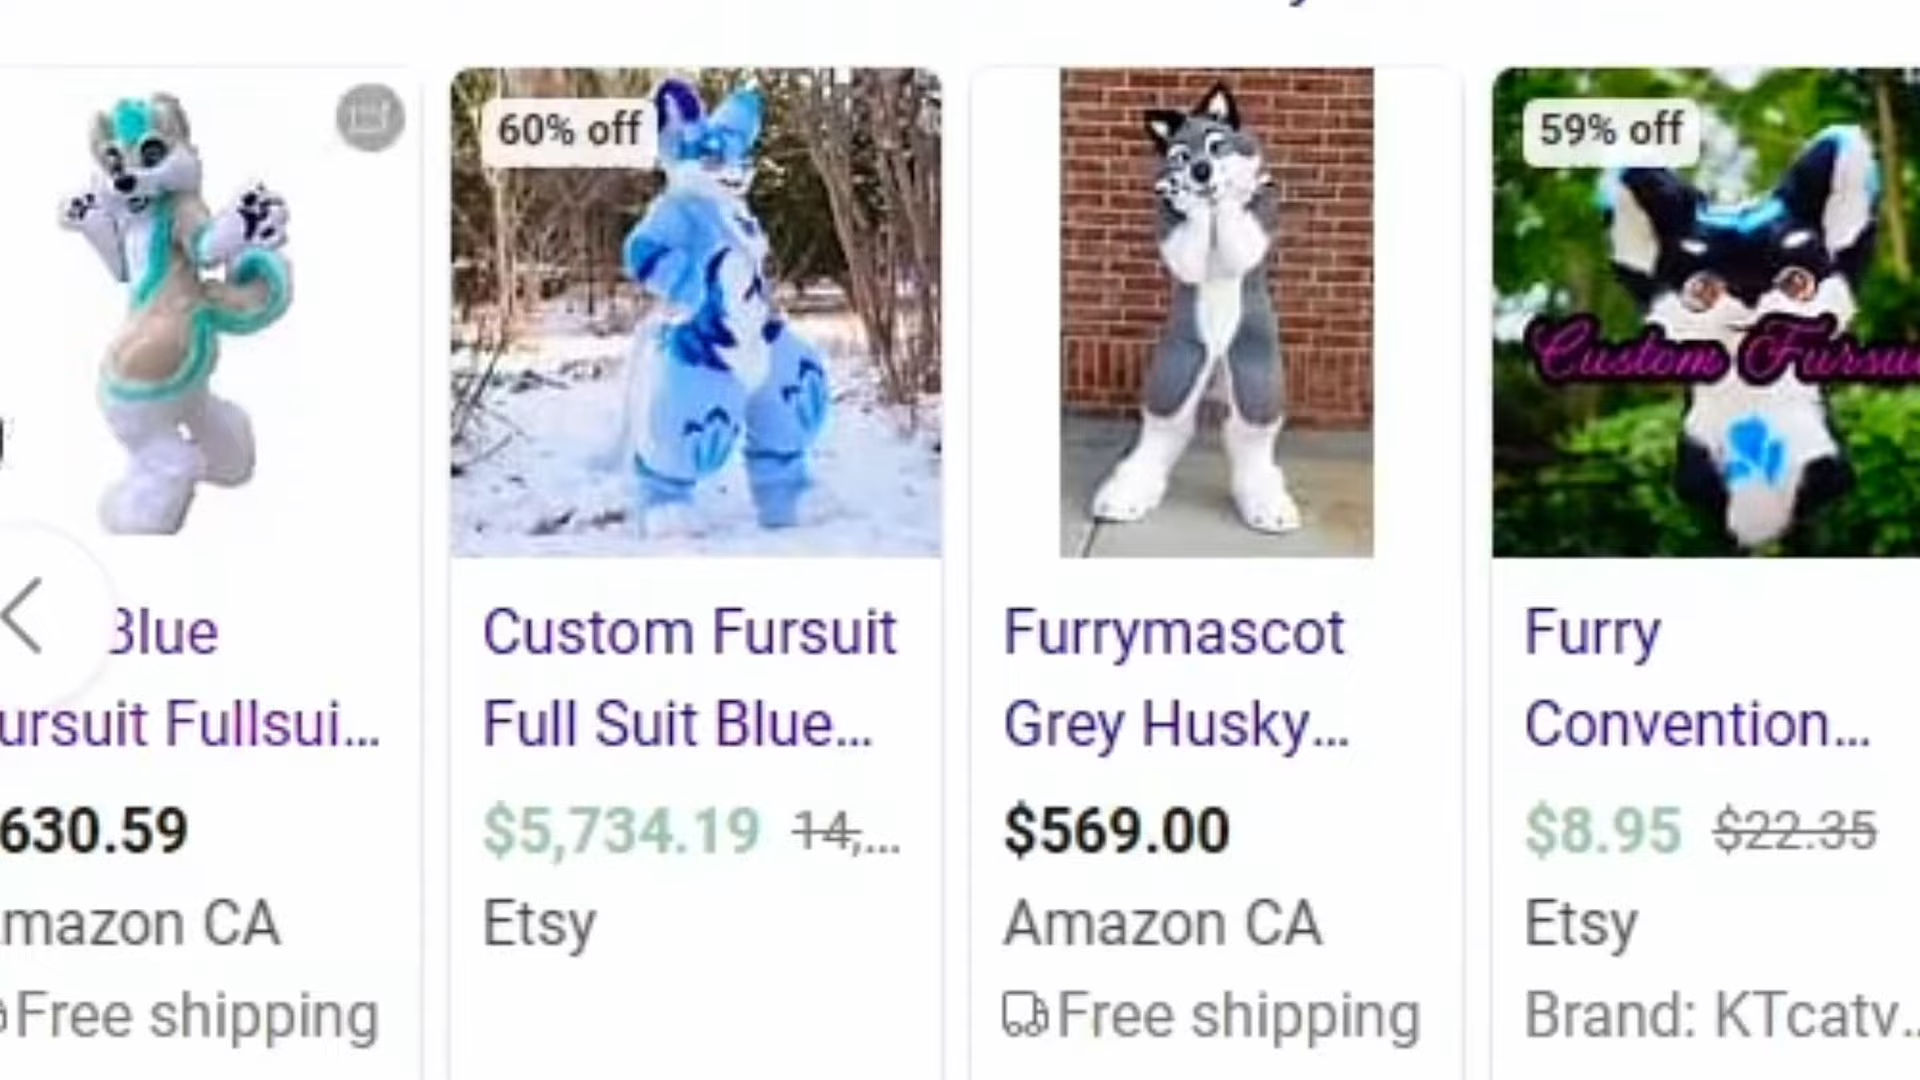 Blue
ursuit Fullsui...
630.59
mazon CA
Free shipping
60% off
Custom Fursuit
Full Suit Blue...
$5,734.19 14,...
Etsy
Furrymascot
Grey Husky...
$569.00
Amazon CA
Free shipping
59% off
Custom Fursui
Furry
Convention...
$8.95 $22.35
Etsy
Brand: KTcatv...